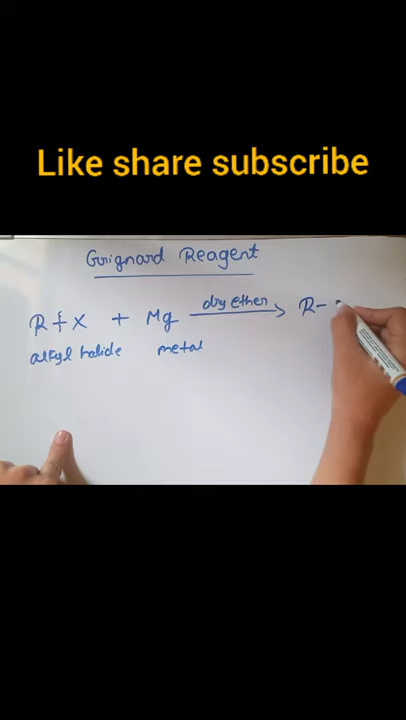 Like share subscribe
Grignard Reagent
R-X + Mg dry ether → R-
alkyl halide metal